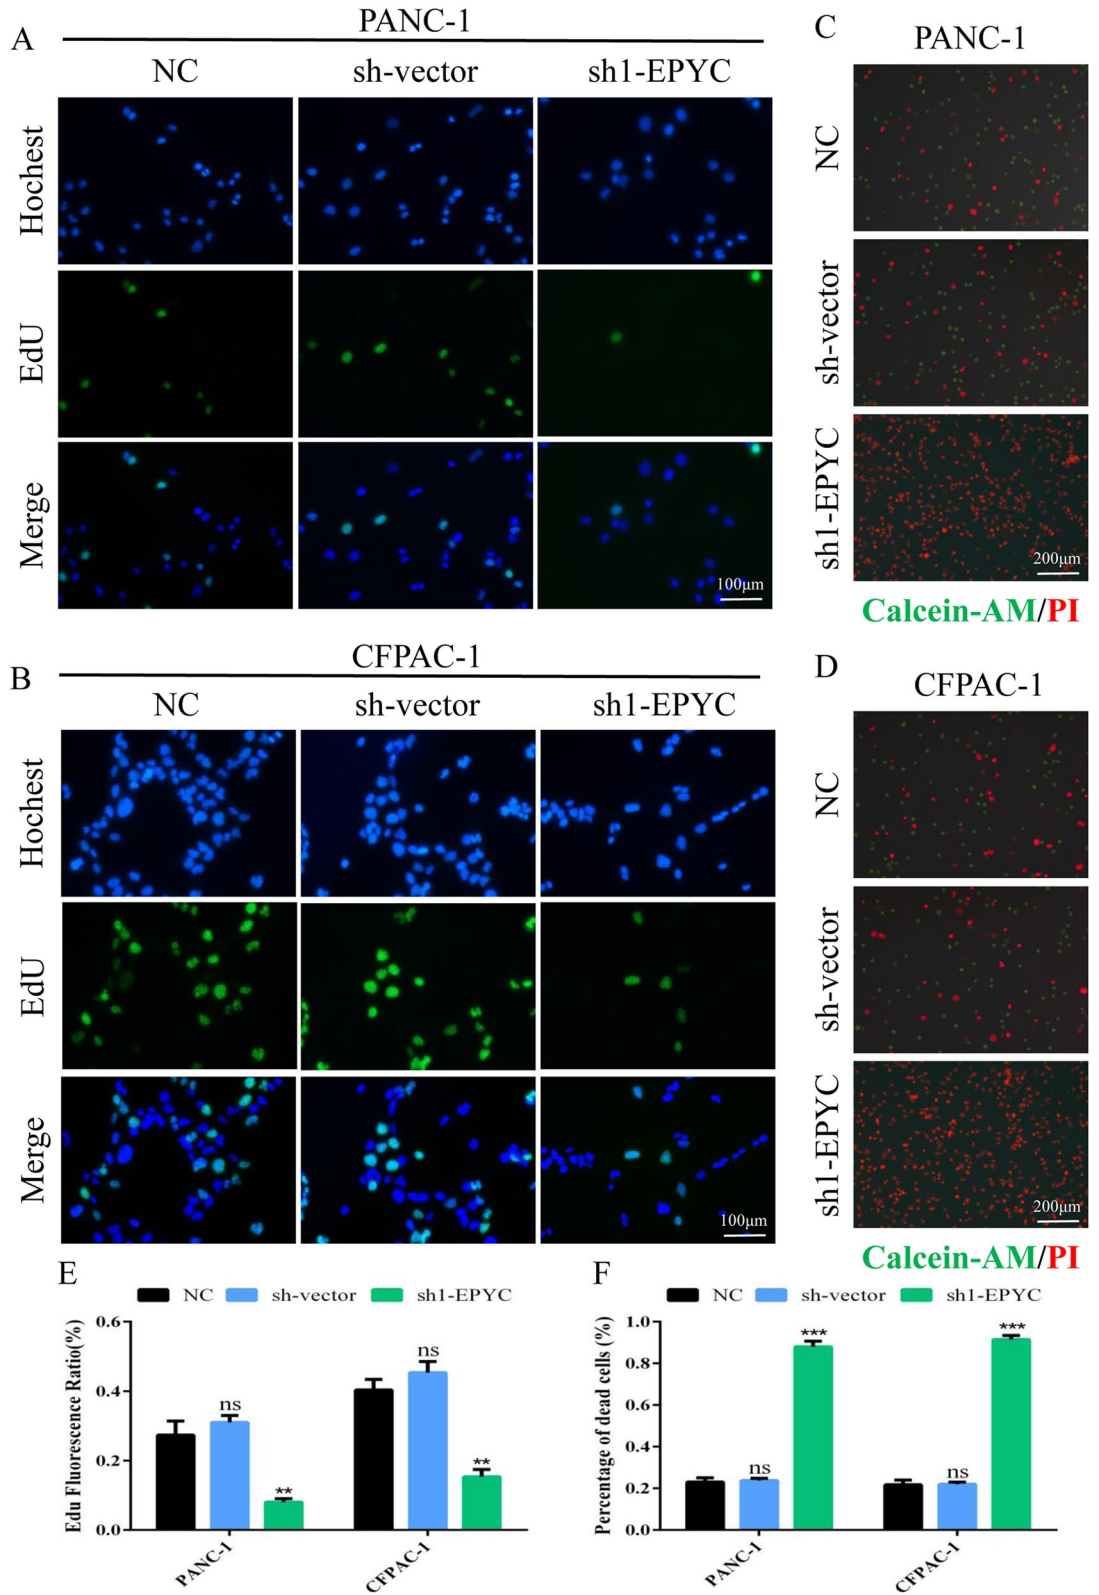 A
PANC-1
NC sh-vector sh1-EPYC
Hochest
EdU
Merge
100μm
C
PANC-1
NC
sh-vector
sh1-EPYC
200μm
Calcein-AM/PI
B
CFPAC-1
NC sh-vector sh1-EPYC
Hochest
EdU
Merge
100μm
D
CFPAC-1
NC
sh-vector
sh1-EPYC
200μm
Calcein-AM/PI
E
NC sh-vector sh1-EPYC
Edu Fluorescence Ratio(%)
0.6
0.4
0.2
0.0
ns
**
ns
**
PANC-1
CFPAC-1
F
NC sh-vector sh1-EPYC
Percentage of dead cells (%)
1.0
0.8
0.6
0.4
0.2
0.0
ns
***
ns
***
PANC-1
CFPAC-1